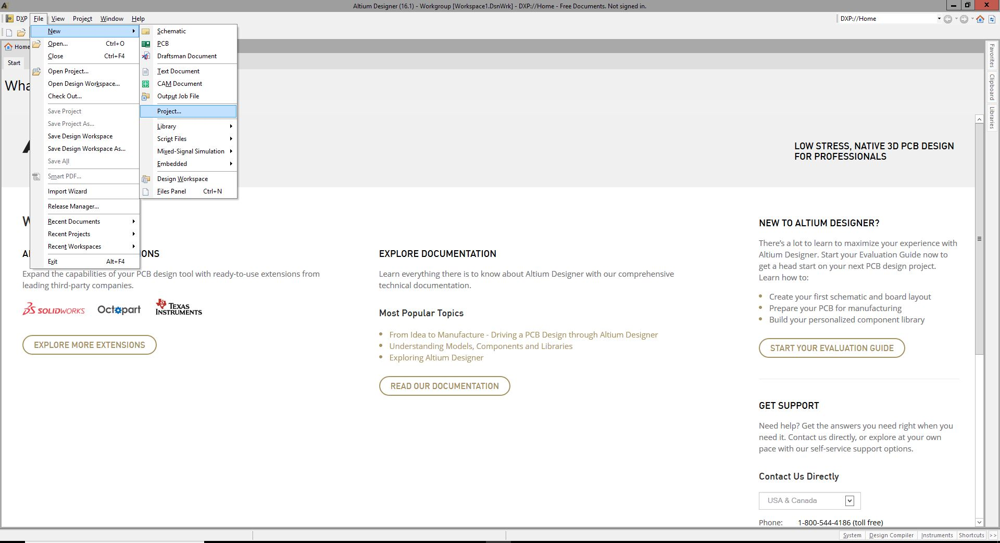 Altium Designer (16.1) - Workgroup [Workspace1.DsnWrk] - DXP://Home - Free Documents. Not signed in.
DXP File View Project Window Help
DXP://Home
New
Open... Ctrl+O
Close Ctrl+F4
Open Project...
Open Design Workspace...
Check Out...
Save Project
Save Project As...
Save Design Workspace
Save Design Workspace As...
Save All
Smart PDF...
Import Wizard
Release Manager...
Recent Documents
Recent Projects
Recent Workspaces
Exit Alt+F4
Schematic
PCB
Draftsman Document
Text Document
CAM Document
Output Job File
Project...
Library
Script Files
Mixed-Signal Simulation
Embedded
Design Workspace
Files Panel Ctrl+N
Home
Start
Wha
Favorites
Clipboard
Libraries
LOW STRESS, NATIVE 3D PCB DESIGN
FOR PROFESSIONALS
W
A
ONS
Expand the capabilities of your PCB design tool with ready-to-use extensions from
leading third-party companies.
SOLIDWORKS
Octopart
TEXAS
INSTRUMENTS
EXPLORE MORE EXTENSIONS
EXPLORE DOCUMENTATION
Learn everything there is to know about Altium Designer with our comprehensive
technical documentation.
Most Popular Topics
From Idea to Manufacture - Driving a PCB Design through Altium Designer
Understanding Models, Components and Libraries
Exploring Altium Designer
READ OUR DOCUMENTATION
NEW TO ALTIUM DESIGNER?
There's a lot to learn to maximize your experience with
Altium Designer. Start your Evaluation Guide now to
get a head start on your next PCB design project.
Learn how to:
Create your first schematic and board layout
Prepare your PCB for manufacturing
Build your personalized component library
START YOUR EVALUATION GUIDE
GET SUPPORT
Need help? Get the answers you need right when you
need it. Contact us directly, or explore at your own
pace with our self-service support options.
Contact Us Directly
USA & Canada
Phone: 1-800-544-4186 (toll free)
System Design Compiler Instruments Shortcuts >>